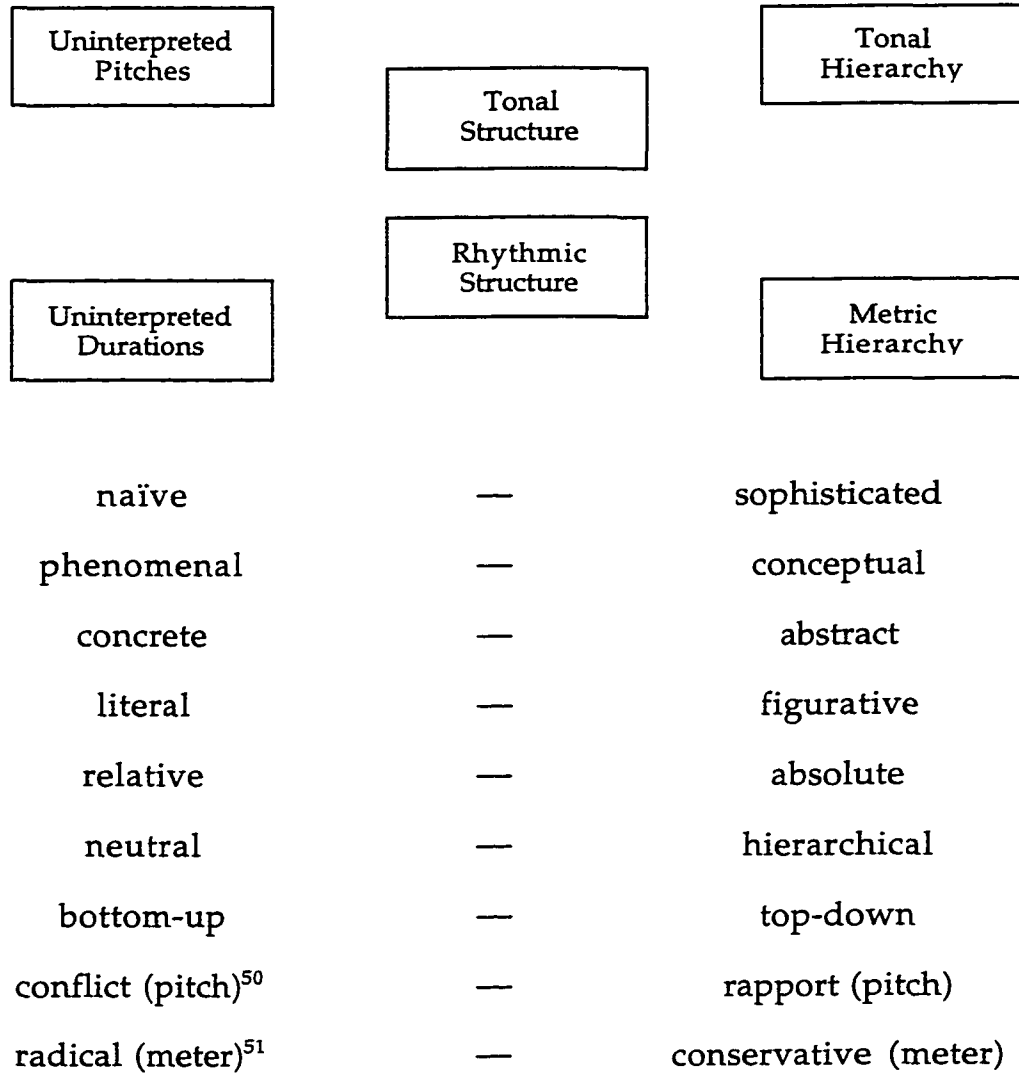 Uninterpreted
Pitches
Tonal
Hierarchy
Tonal
Structure
Rhythmic
Structure
Uninterpreted
Durations
Metric
Hierarchy
naïve — sophisticated
phenomenal — conceptual
concrete — abstract
literal — figurative
relative — absolute
neutral — hierarchical
bottom-up — top-down
conflict (pitch)⁵⁰ — rapport (pitch)
radical (meter)⁵¹ — conservative (meter)